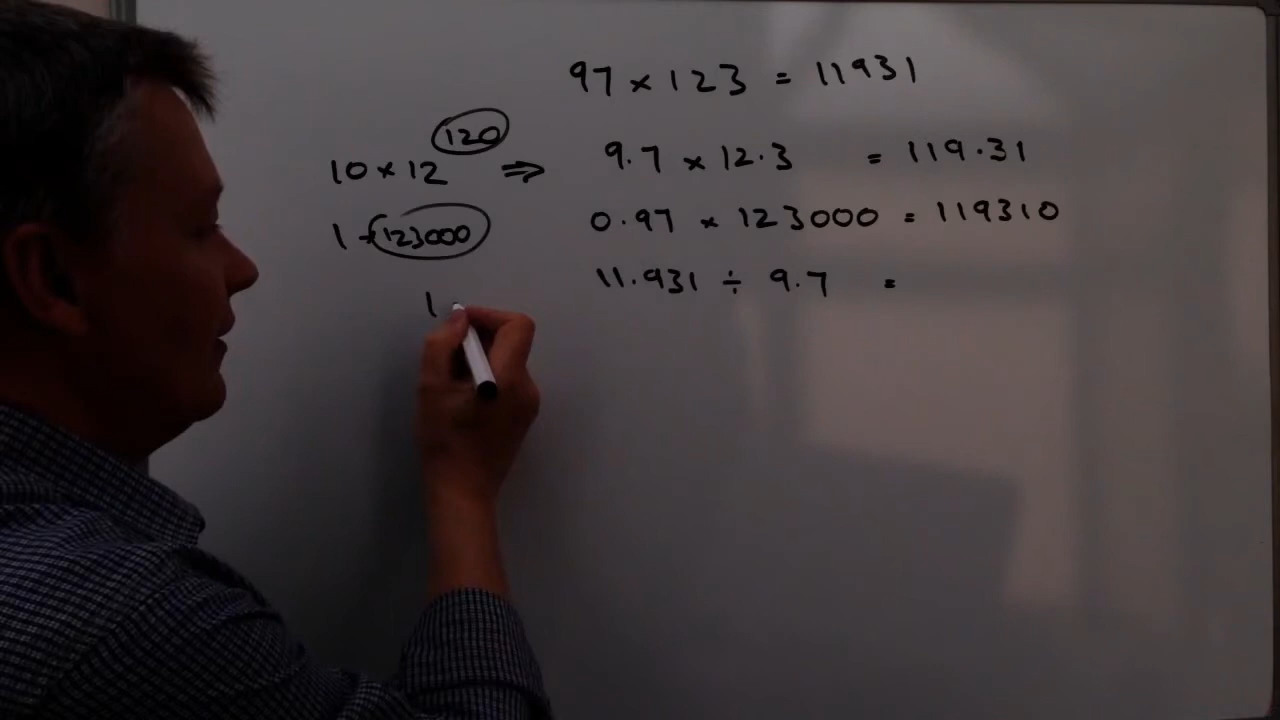 97 × 123 = 11931
120
10 × 12 ⇒ 9.7 × 12.3 = 119.31
1 × 123000 0.97 × 123000 = 119310
11.931 ÷ 9.7 =
1